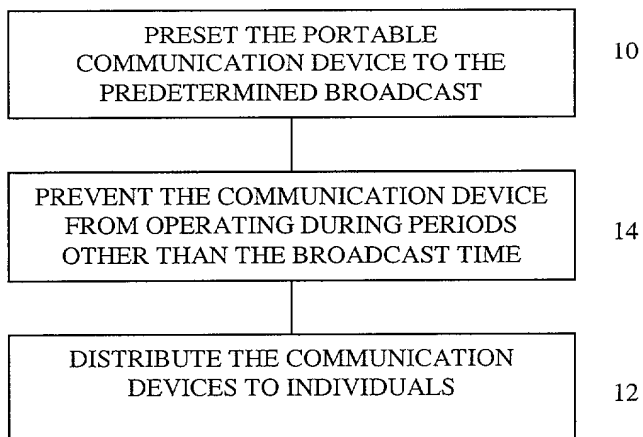 PRESET THE PORTABLE
COMMUNICATION DEVICE TO THE
PREDETERMINED BROADCAST
10
PREVENT THE COMMUNICATION DEVICE
FROM OPERATING DURING PERIODS
OTHER THAN THE BROADCAST TIME
14
DISTRIBUTE THE COMMUNICATION
DEVICES TO INDIVIDUALS
12